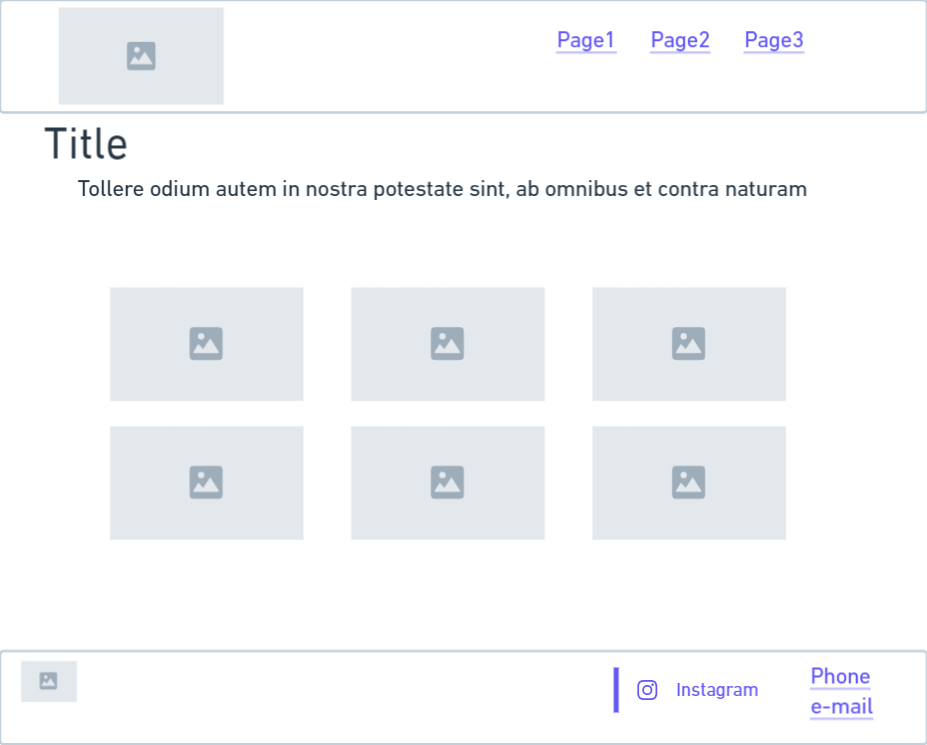 Page1 Page2 Page3
Title
Tollere odium autem in nostra potestate sint, ab omnibus et contra naturam
Instagram
Phone
e-mail